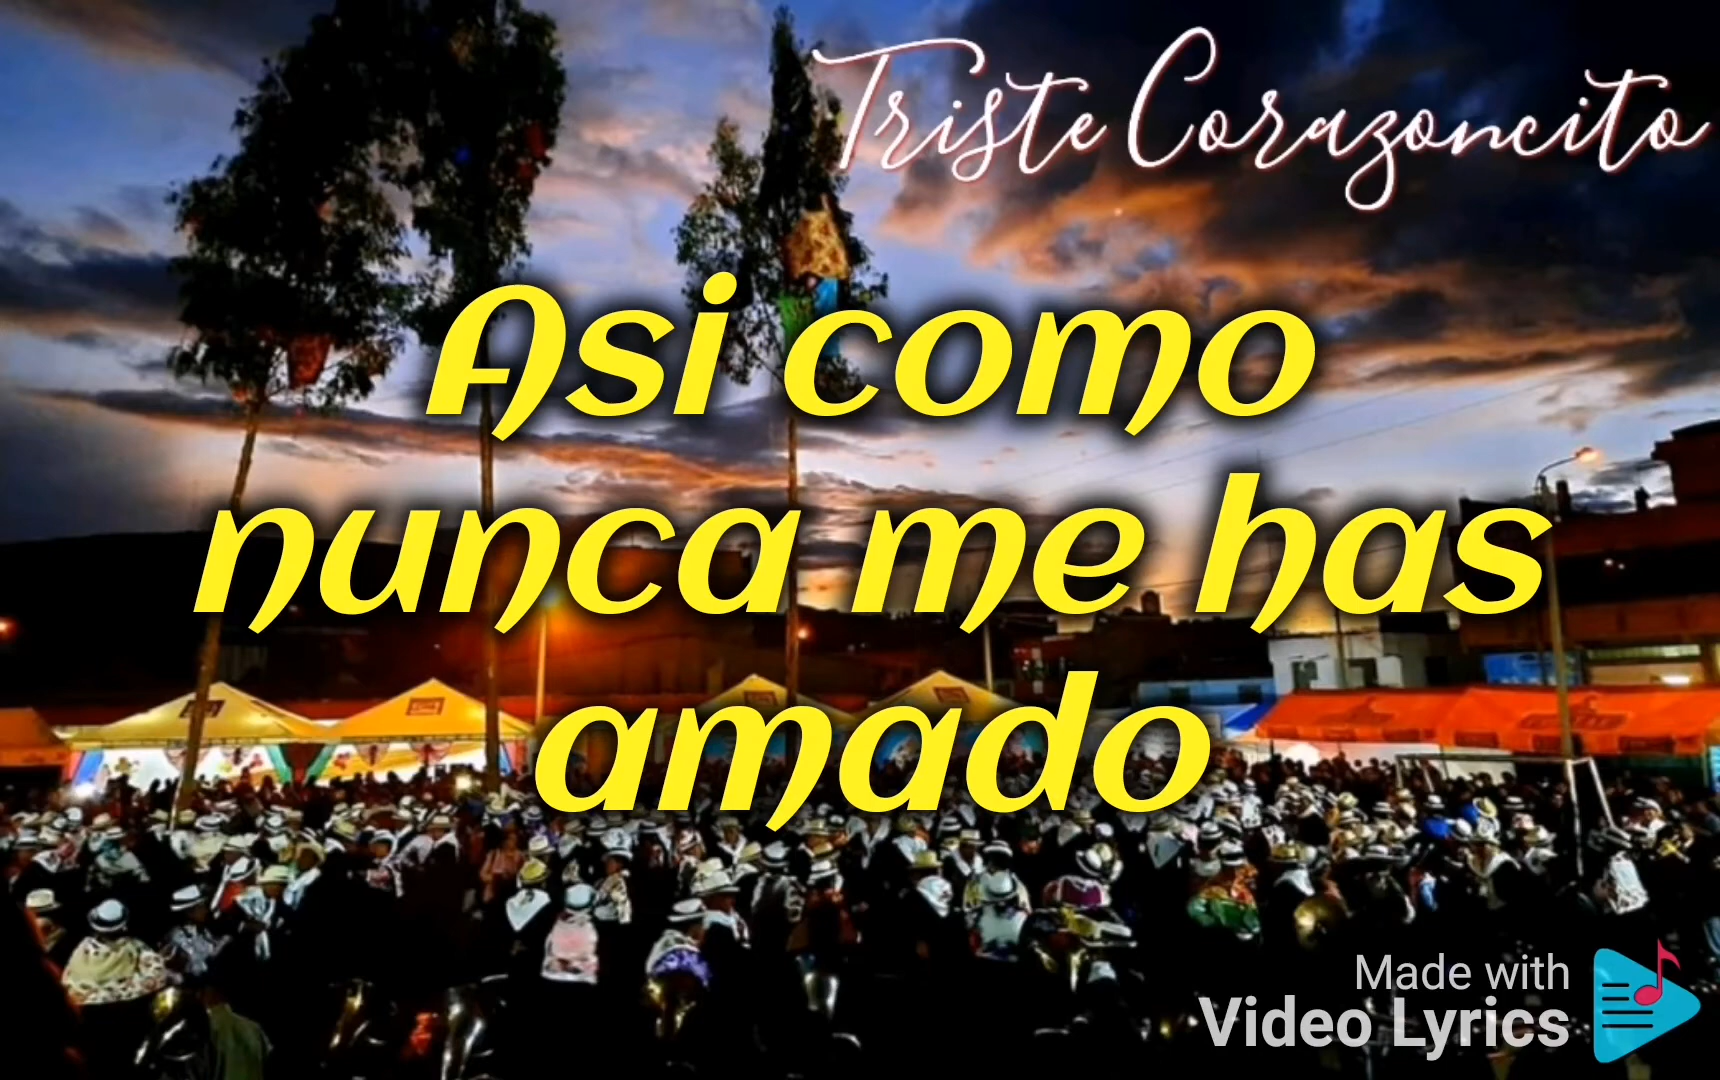 Triste Corazoncito
Asi como
nunca me has
amado
Made with
Video Lyrics